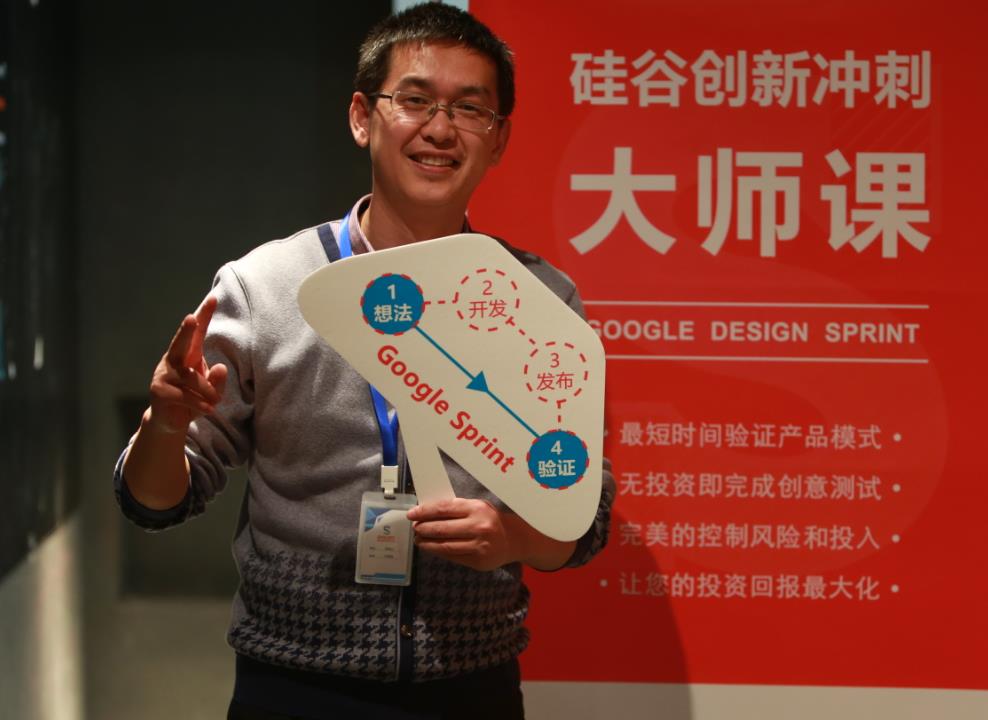 硅谷创新冲刺
大师课
GOOGLE DESIGN SPRINT
• 最短时间验证产品模式 •
• 无投资即完成创意测试 •
• 完美的控制风险和投入 •
• 让您的投资回报最大化 •
1
想法
2
开发
3
发布
4
验证
Google Sprint
S